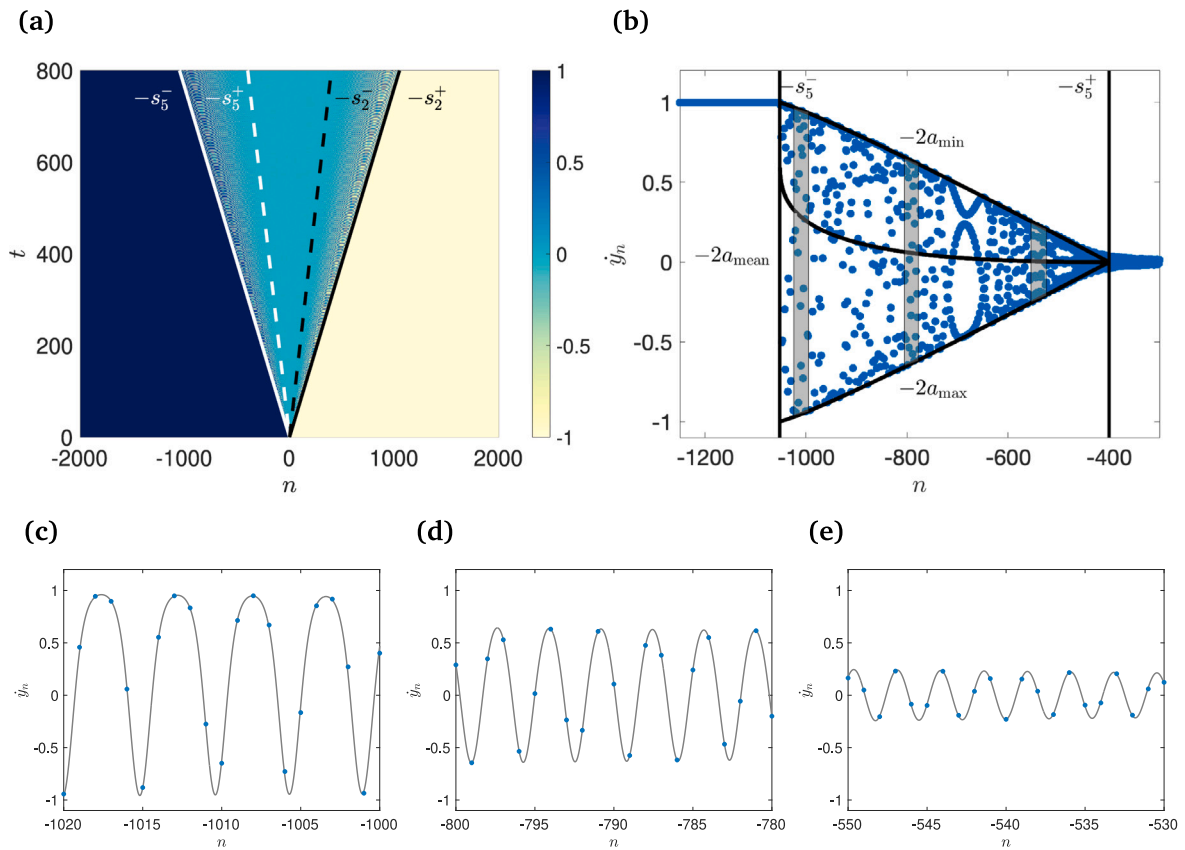 (a)
800
600
400
200
0
t
-2000
-1000
0
1000
2000
n
−s₅⁻
−s₅⁺
−s₂⁻
−s₂⁺
1
0.5
0
-0.5
-1
(b)
1
0.5
0
-0.5
-1
ẏₙ
-1200
-1000
-800
-600
-400
n
−s₅⁻
−s₅⁺
−2a_min
−2a_mean
−2a_max
(c)
1
0.5
0
-0.5
-1
ẏₙ
-1020
-1015
-1010
-1005
-1000
n
(d)
1
0.5
0
-0.5
-1
ẏₙ
-800
-795
-790
-785
-780
n
(e)
1
0.5
0
-0.5
-1
ẏₙ
-550
-545
-540
-535
-530
n